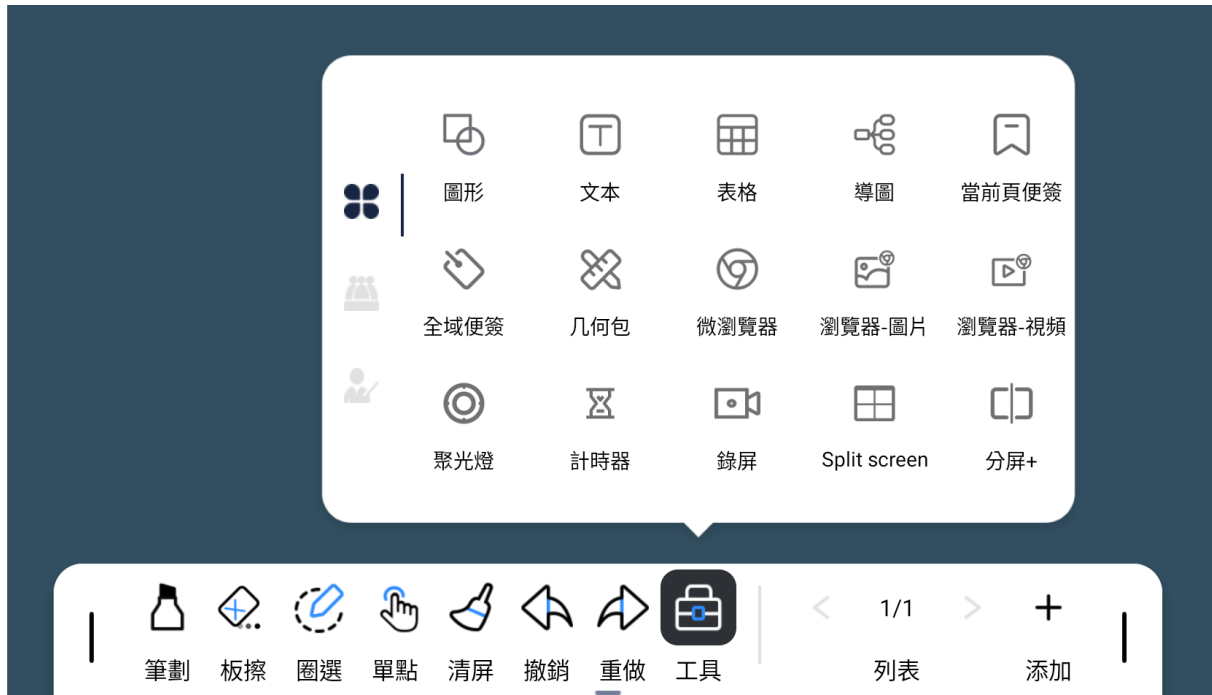 圖形 文本 表格 導圖 當前頁便簽
全域便簽 几何包 微瀏覽器 瀏覽器-圖片 瀏覽器-視頻
聚光燈 計時器 錄屏 Split screen 分屏+
1/1
筆劃 板擦 圈選 單點 清屏 撤銷 重做 工具 列表 添加